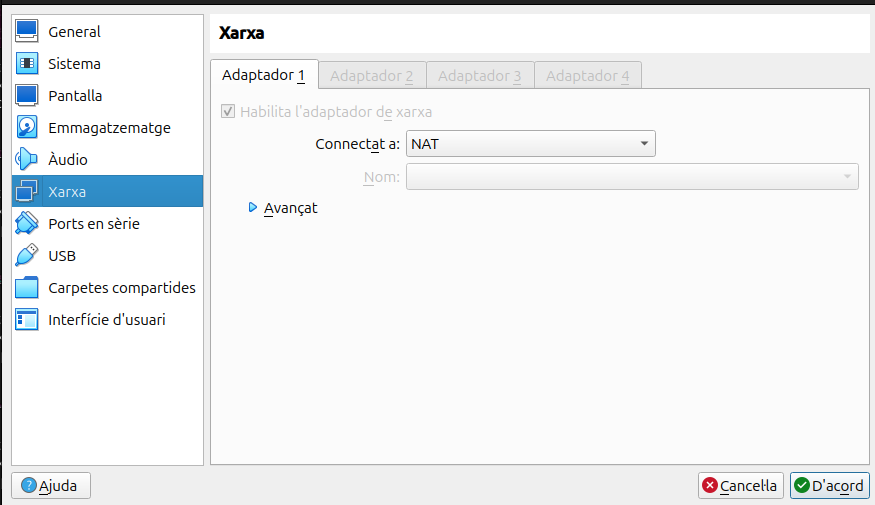 General
Sistema
Pantalla
Emmagatzematge
Àudio
Xarxa
Ports en sèrie
USB
Carpetes compartides
Interfície d'usuari
Xarxa
Adaptador 1 Adaptador 2 Adaptador 3 Adaptador 4
Habilita l'adaptador de xarxa
Connectat a: NAT
Nom:
Avançat
Ajuda
Cancel·la D'acord